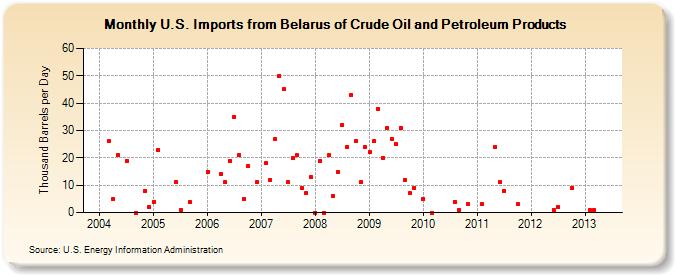 Monthly U.S. Imports from Belarus of Crude Oil and Petroleum Products
Thousand Barrels per Day
60
50
40
30
20
10
0
2004 2005 2006 2007 2008 2009 2010 2011 2012 2013
Source: U.S. Energy Information Administration